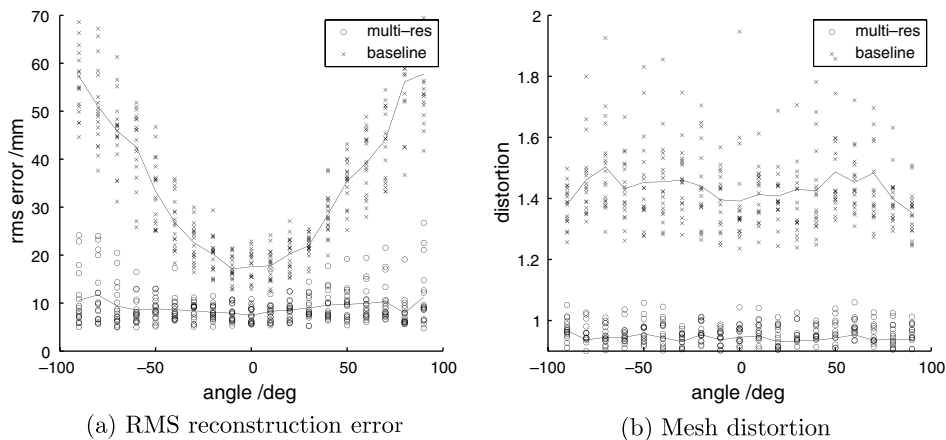 70
60
50
40
30
20
10
0
rms error /mm
multi–res
baseline
−100
−50
0
50
100
angle /deg
(a) RMS reconstruction error
2
1.8
1.6
1.4
1.2
1
distortion
multi–res
baseline
−100
−50
0
50
100
angle /deg
(b) Mesh distortion